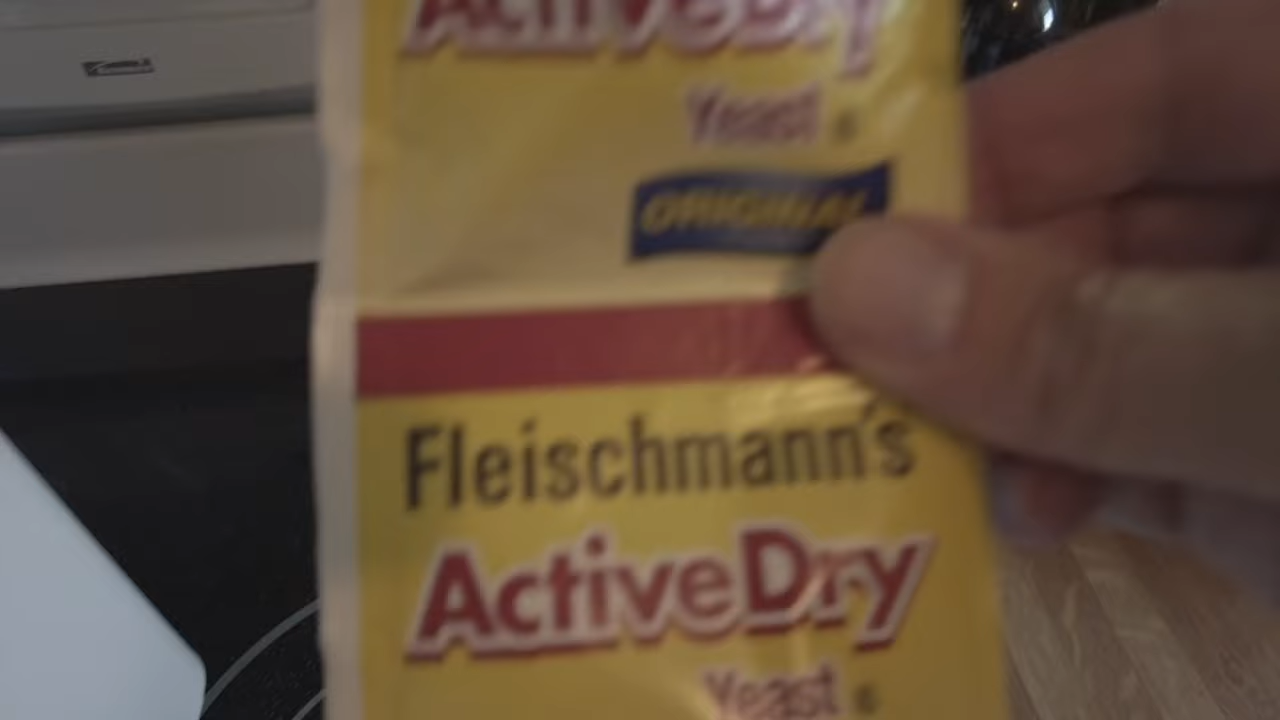 ActiveDry
Yeast
ORIGINAL
Fleischmann's
ActiveDry
Yeast